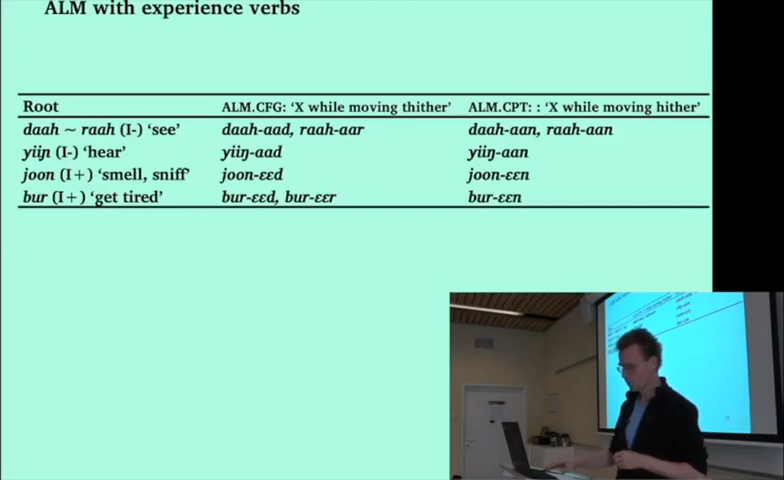 ALM with experience verbs
Root ALM.CFG: ‘X while moving thither’ ALM.CPT: : ‘X while moving hither’
daah ~ raah (I-) ‘see’ daah-aad, raah-aar daah-aan, raah-aan
yiiŋ (I-) ‘hear’ yiiŋ-aad yiiŋ-aan
joon (I+) ‘smell, sniff’ joon-ɛɛd joon-ɛɛn
bur (I+) ‘get tired’ bur-ɛɛd, bur-ɛɛr bur-ɛɛn